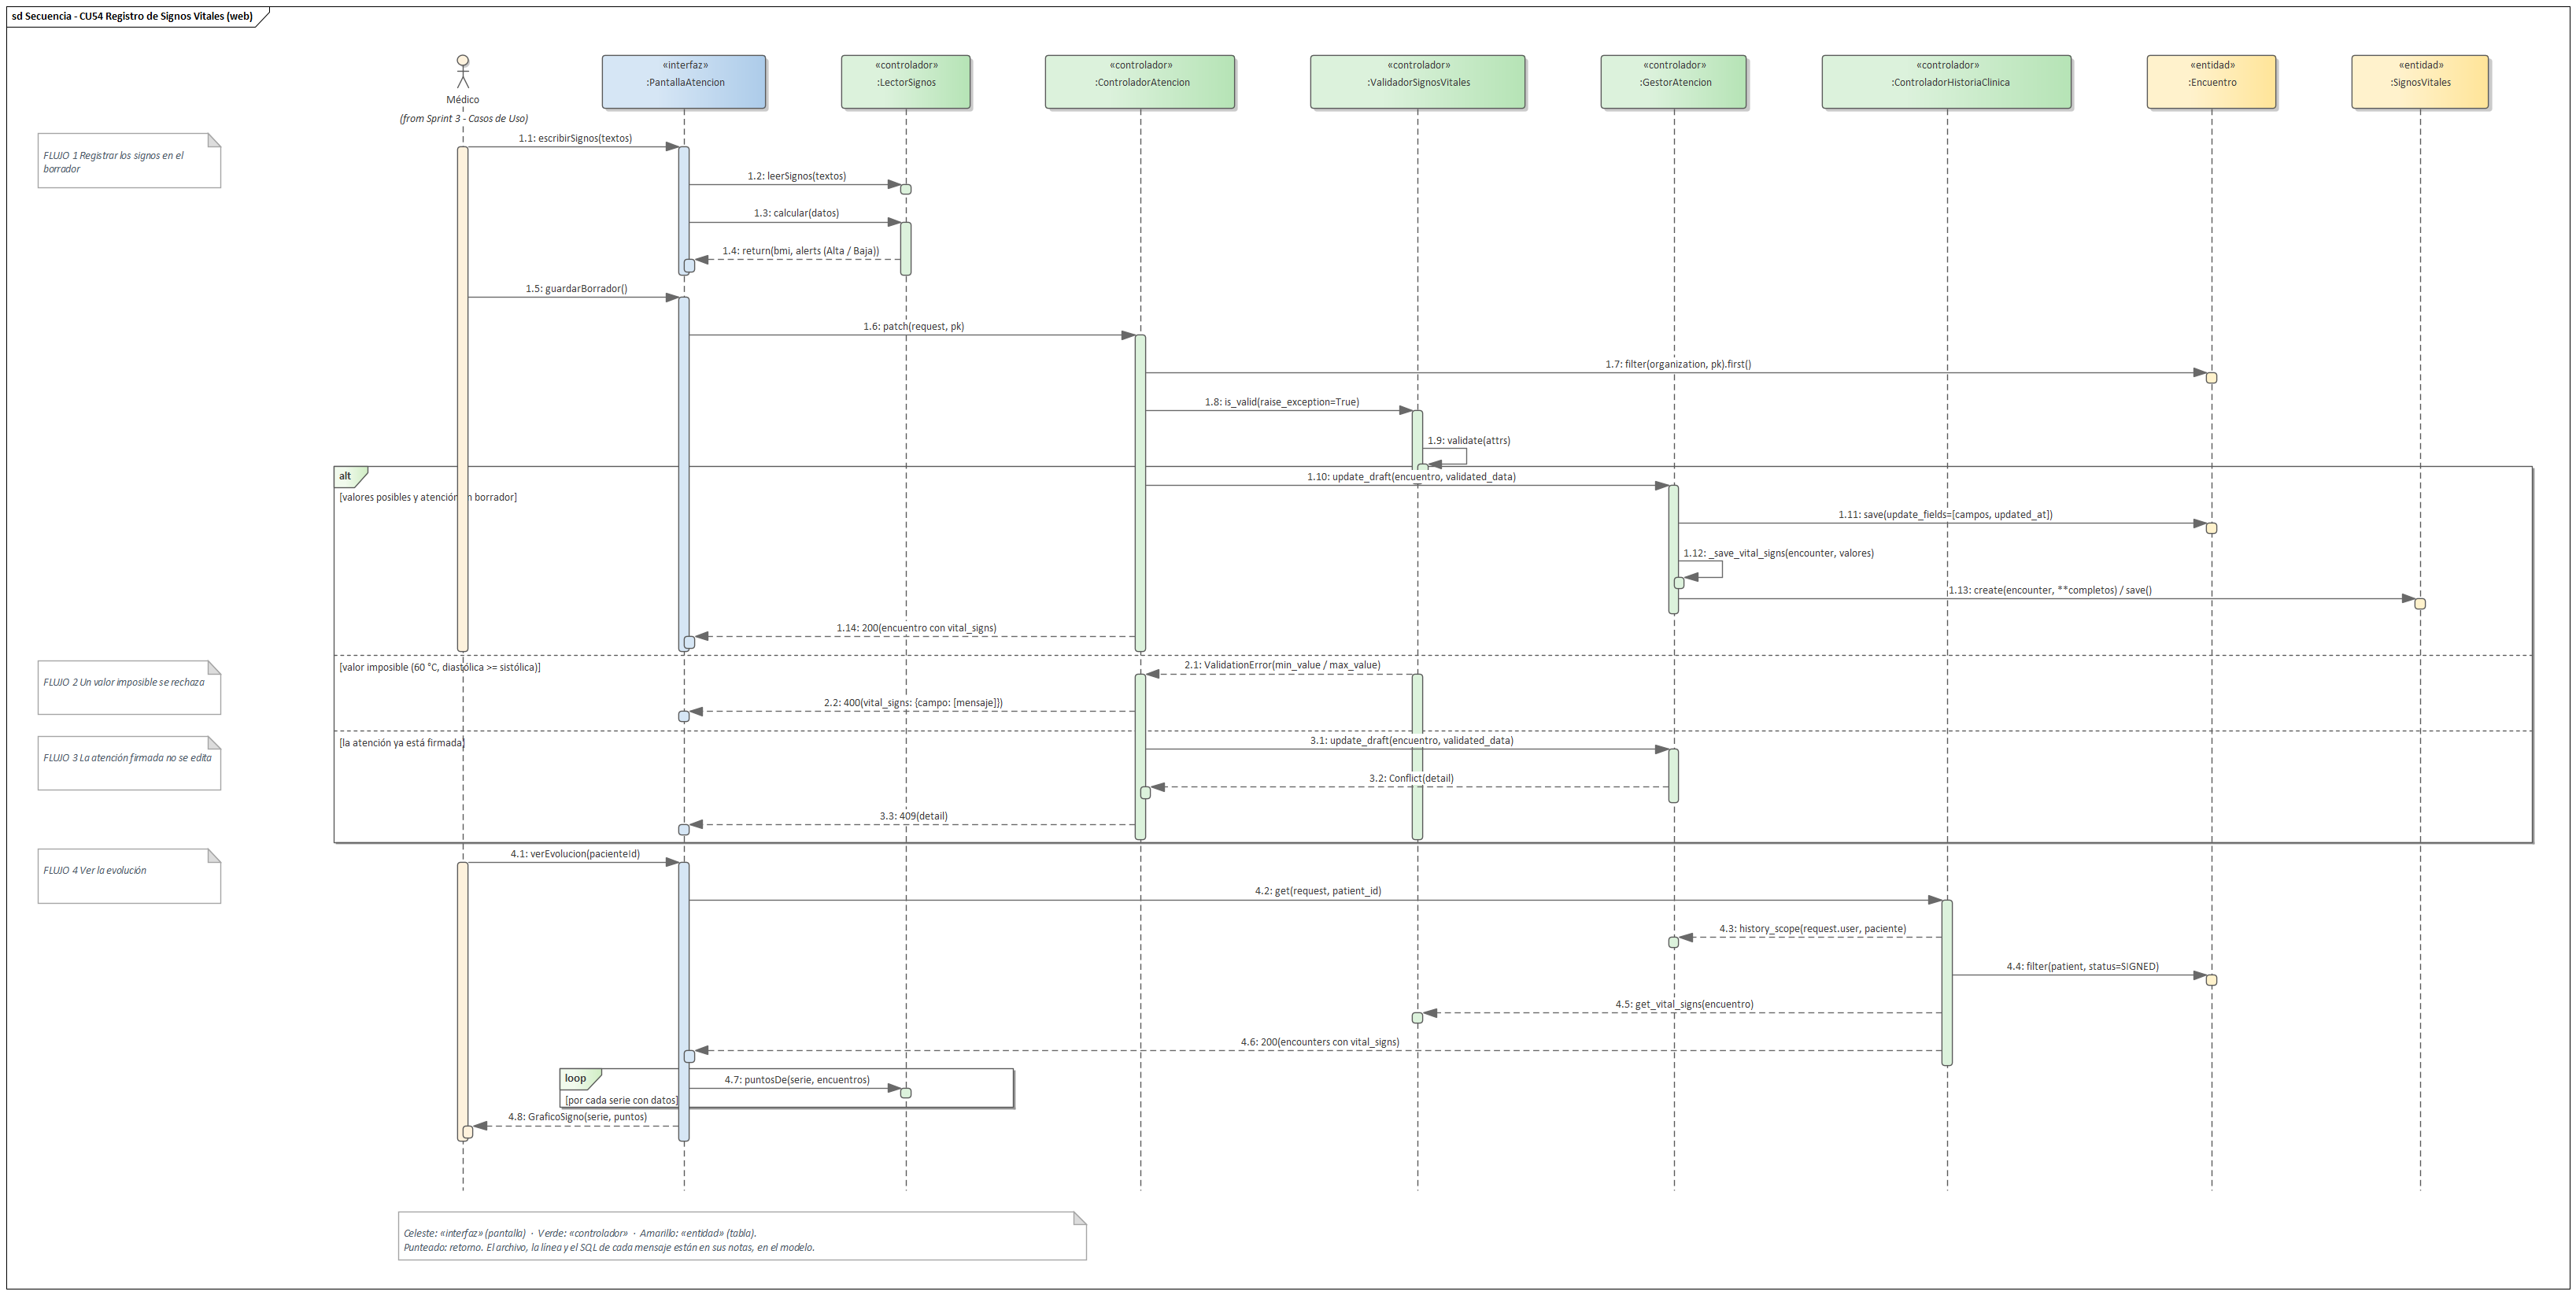 sd Secuencia - CU54 Registro de Signos Vitales (web)
Médico
(from Sprint 3 - Casos de Uso)
«interfaz»
:PantallaAtencion
«controlador»
:LectorSignos
«controlador»
:ControladorAtencion
«controlador»
:ValidadorSignosVitales
«controlador»
:GestorAtencion
«controlador»
:ControladorHistoriaClinica
«entidad»
:Encuentro
«entidad»
:SignosVitales
FLUJO 1 Registrar los signos en el
borrador
1.1: escribirSignos(textos)
1.2: leerSignos(textos)
1.3: calcular(datos)
1.4: return(bmi, alerts (Alta / Baja))
1.5: guardarBorrador()
1.6: patch(request, pk)
1.7: filter(organization, pk).first()
1.8: is_valid(raise_exception=True)
1.9: validate(attrs)
alt
1.10: update_draft(encuentro, validated_data)
[valores posibles y atención en borrador]
1.11: save(update_fields=[campos, updated_at])
1.12: _save_vital_signs(encounter, valores)
1.13: create(encounter, **completos) / save()
1.14: 200(encuentro con vital_signs)
FLUJO 2 Un valor imposible se rechaza
[valor imposible (60 °C, diastólica >= sistólica)]
2.1: ValidationError(min_value / max_value)
2.2: 400(vital_signs: {campo: [mensaje]})
FLUJO 3 La atención firmada no se edita
[la atención ya está firmada]
3.1: update_draft(encuentro, validated_data)
3.2: Conflict(detail)
3.3: 409(detail)
FLUJO 4 Ver la evolución
4.1: verEvolucion(pacienteId)
4.2: get(request, patient_id)
4.3: history_scope(request.user, paciente)
4.4: filter(patient, status=SIGNED)
4.5: get_vital_signs(encuentro)
4.6: 200(encounters con vital_signs)
loop
4.7: puntosDe(serie, encuentros)
[por cada serie con datos]
4.8: GraficoSigno(serie, puntos)
Celeste: «interfaz» (pantalla) · Verde: «controlador» · Amarillo: «entidad» (tabla).
Punteado: retorno. El archivo, la línea y el SQL de cada mensaje están en sus notas, en el modelo.